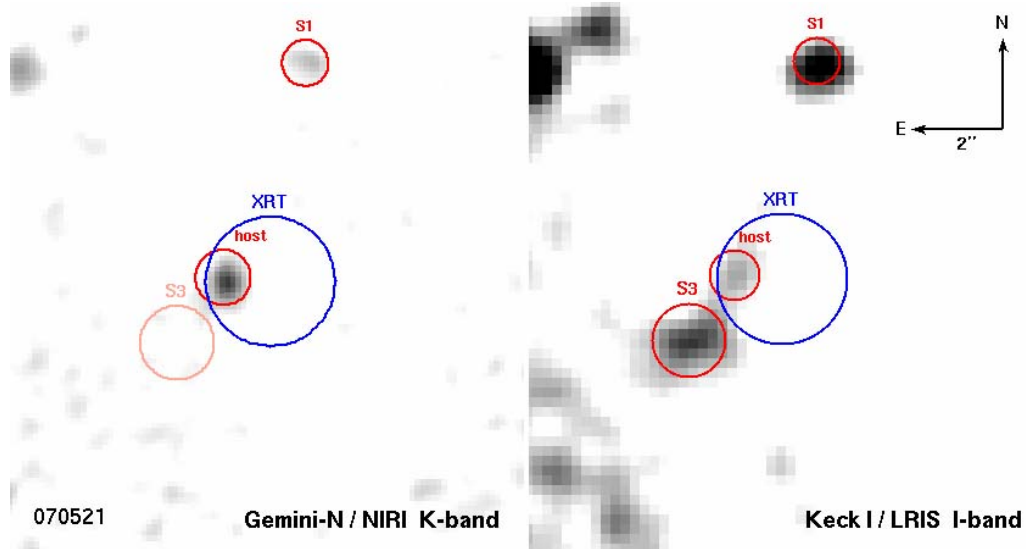 S1
XRT
host
S3
070521
Gemini-N / NIRI K-band
S1
N
E
2"
XRT
host
S3
Keck I / LRIS I-band